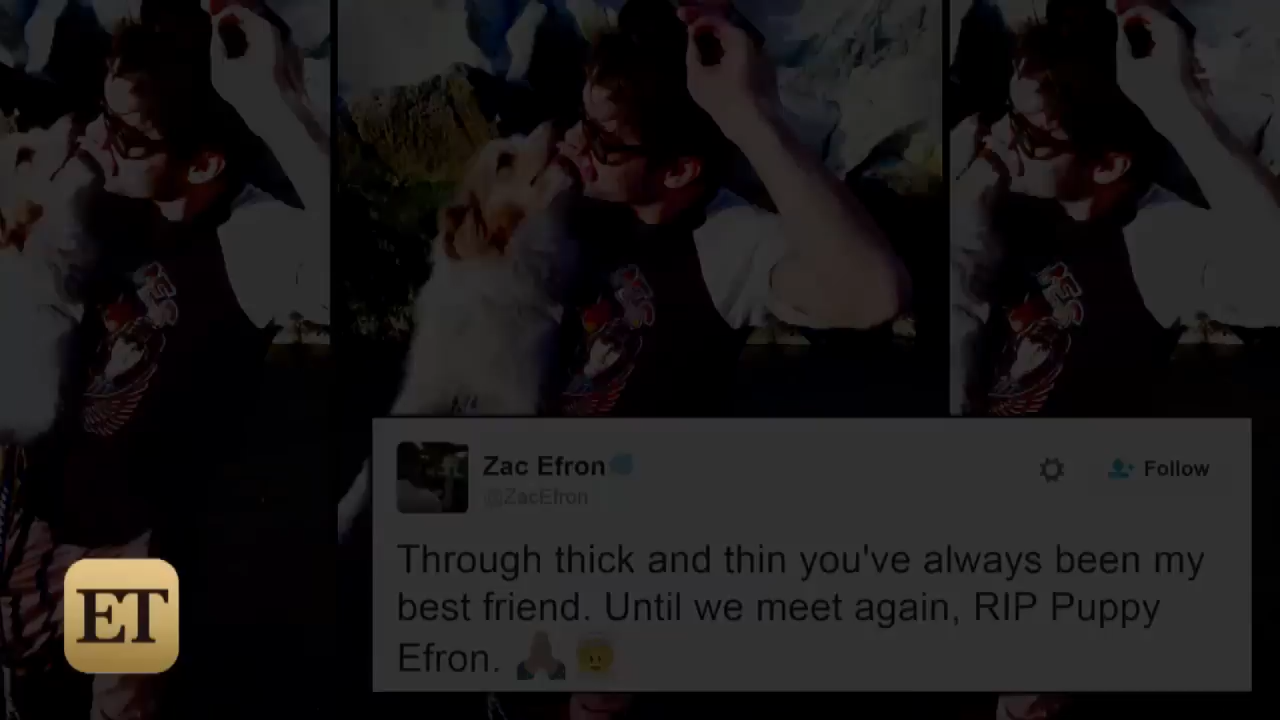 Zac Efron
@ZacEfron
Follow
Through thick and thin you've always been my
best friend. Until we meet again, RIP Puppy
Efron. 🙏😇
ET